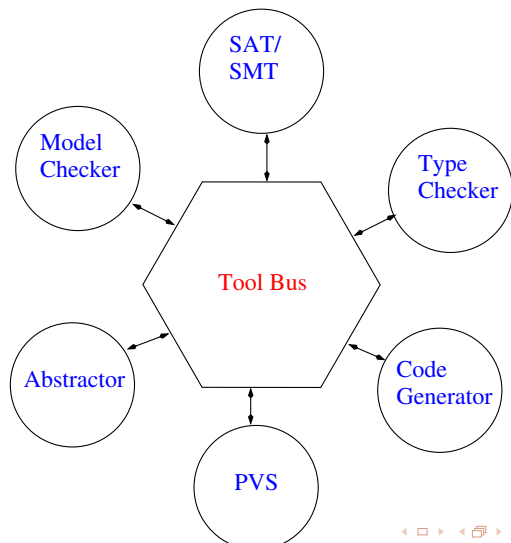 SAT/
SMT
Model
Checker
Type
Checker
Tool Bus
Abstractor
Code
Generator
PVS